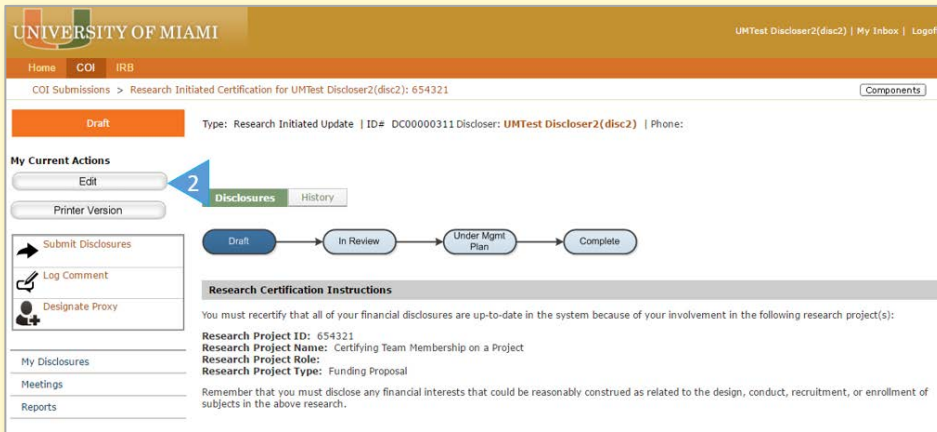 UNIVERSITY OF MIAMI
UMTest Discloser2(disc2) | My Inbox | Logoff
Home COI IRB
COI Submissions > Research Initiated Certification for UMTest Discloser2(disc2): 654321
Components
Draft
Type: Research Initiated Update | ID# DC00000311 Discloser: UMTest Discloser2(disc2) | Phone:
My Current Actions
Edit
2
Printer Version
Disclosures History
Submit Disclosures
Log Comment
Designate Proxy
Draft
In Review
Under Mgmt
Plan
Complete
Research Certification Instructions
You must recertify that all of your financial disclosures are up-to-date in the system because of your involvement in the following research project(s):
Research Project ID: 654321
Research Project Name: Certifying Team Membership on a Project
Research Project Role:
Research Project Type: Funding Proposal
Remember that you must disclose any financial interests that could be reasonably construed as related to the design, conduct, recruitment, or enrollment of
subjects in the above research.
My Disclosures
Meetings
Reports